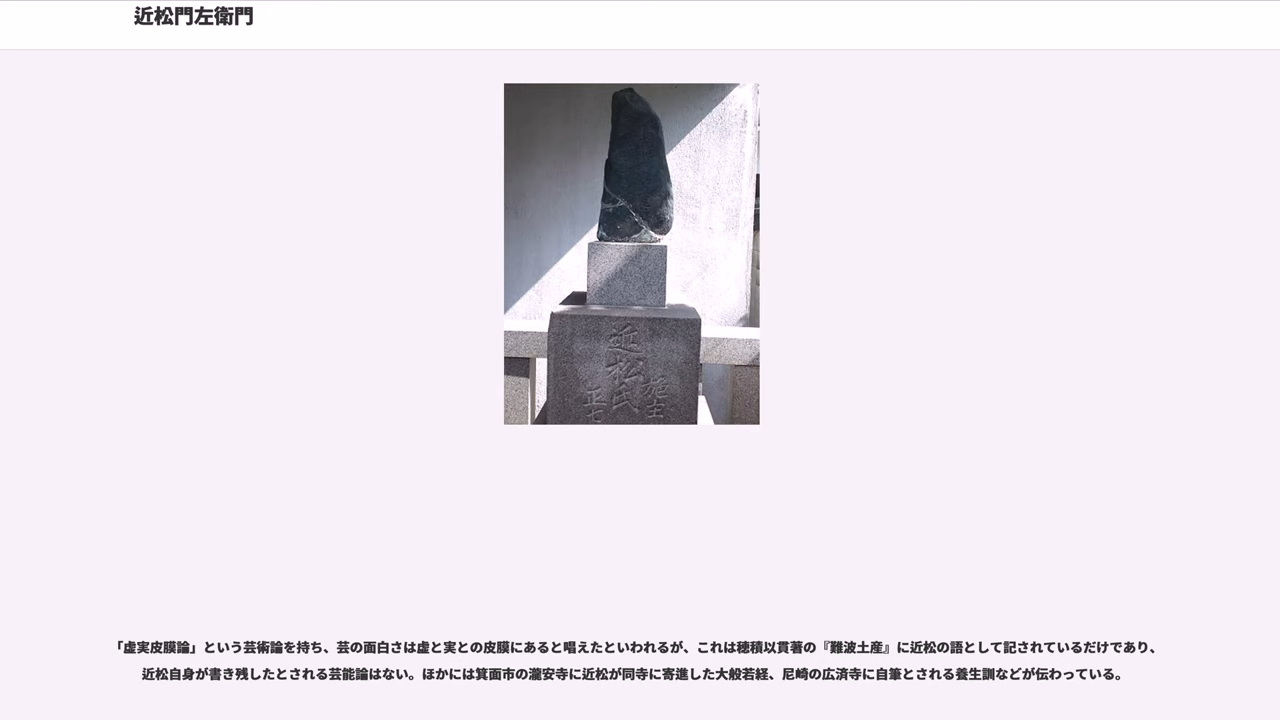 近松門左衛門
近松氏
施主
正七
「虚実皮膜論」という芸術論を持ち、芸の面白さは虚と実との皮膜にあると唱えたといわれるが、これは穂積以貫著の『難波土産』に近松の語として記されているだけであり、
近松自身が書き残したとされる芸能論はない。ほかには箕面市の瀧安寺に近松が同寺に寄進した大般若経、尼崎の広済寺に自筆とされる養生訓などが伝わっている。